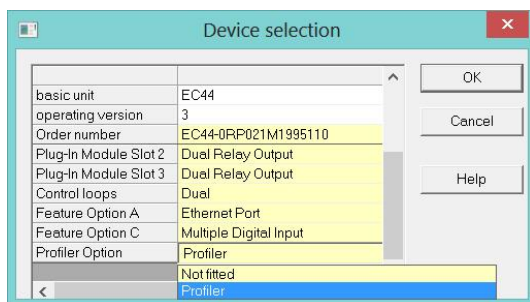 Device selection
basic unit EC44
operating version 3
Order number EC44-0RP021M1995110
Plug-In Module Slot 2 Dual Relay Output
Plug-In Module Slot 3 Dual Relay Output
Control loops Dual
Feature Option A Ethernet Port
Feature Option C Multiple Digital Input
Profiler Option Profiler
Not fitted
Profiler
OK
Cancel
Help